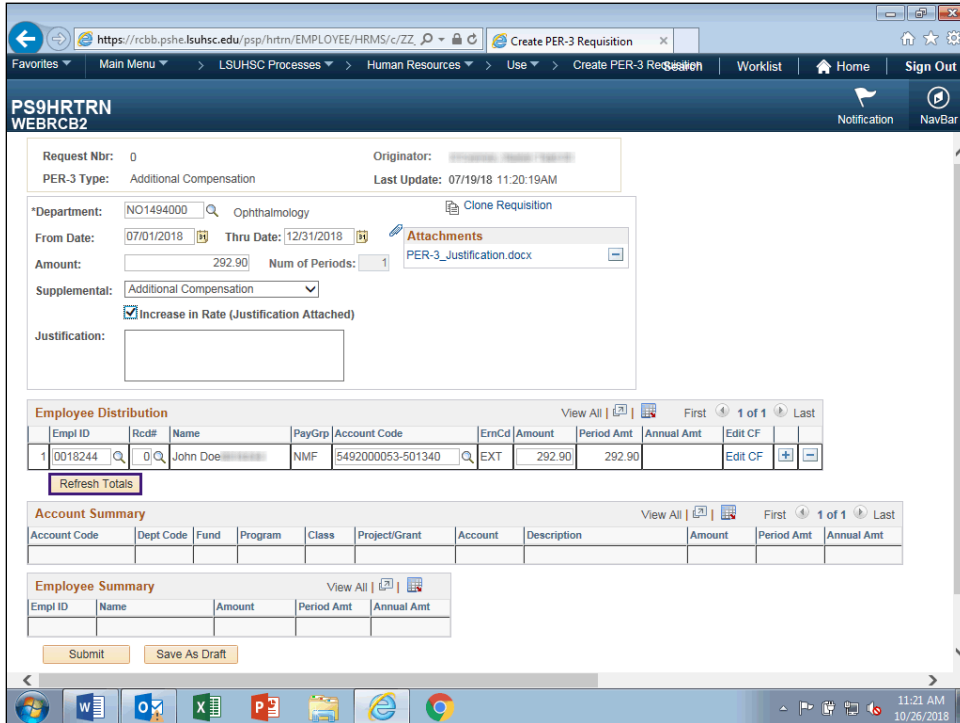 https://rcbb.pshe.lsuhsc.edu/psp/hrtrn/EMPLOYEE/HRMS/c/ZZ_
Create PER-3 Requisition
Favorites Main Menu > LSUHSC Processes > Human Resources > Use > Create PER-3 Requisition Search Worklist Home Sign Out
PS9HRTRN
WEBRCB2
Notification NavBar
Request Nbr: 0 Originator:
PER-3 Type: Additional Compensation Last Update: 07/19/18 11:20:19AM
*Department: NO1494000 Ophthalmology Clone Requisition
From Date: 07/01/2018 Thru Date: 12/31/2018 Attachments
Amount: 292.90 Num of Periods: 1 PER-3_Justification.docx
Supplemental: Additional Compensation
Increase in Rate (Justification Attached)
Justification:
Employee Distribution View All | | First 1 of 1 Last
Empl ID Rcd# Name PayGrp Account Code ErnCd Amount Period Amt Annual Amt Edit CF
1 0018244 0 John Doe NMF 5492000053-501340 EXT 292.90 292.90 Edit CF + -
Refresh Totals
Account Summary View All | | First 1 of 1 Last
Account Code Dept Code Fund Program Class Project/Grant Account Description Amount Period Amt Annual Amt
Employee Summary View All | |
Empl ID Name Amount Period Amt Annual Amt
Submit Save As Draft
11:21 AM
10/26/2018